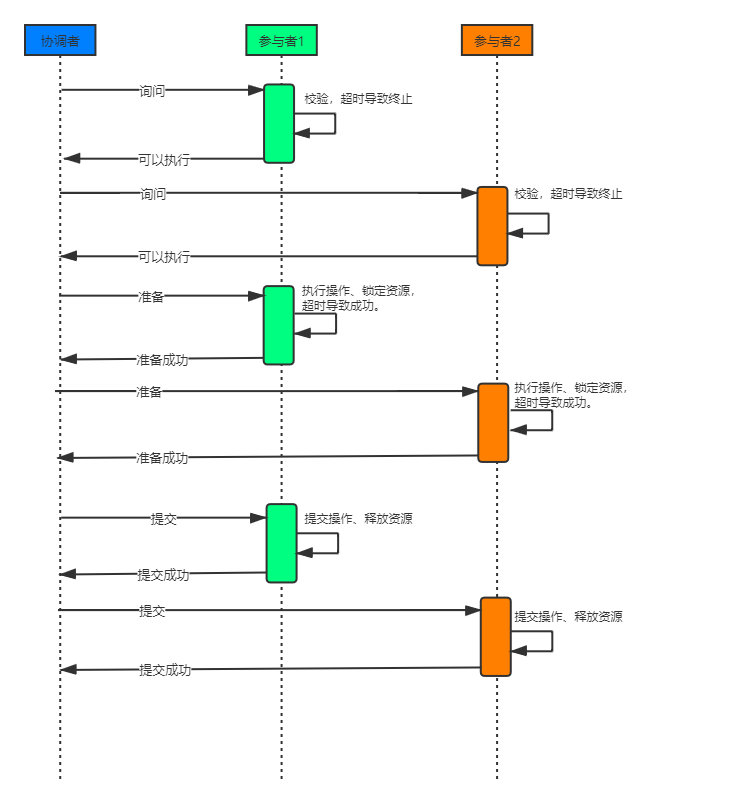 协调者
参与者1
参与者2
询问
校验，超时导致终止
可以执行
询问
校验，超时导致终止
可以执行
准备
执行操作、锁定资源，
超时导致成功。
准备成功
准备
执行操作、锁定资源，
超时导致成功。
准备成功
提交
提交操作、释放资源
提交成功
提交
提交操作、释放资源
提交成功